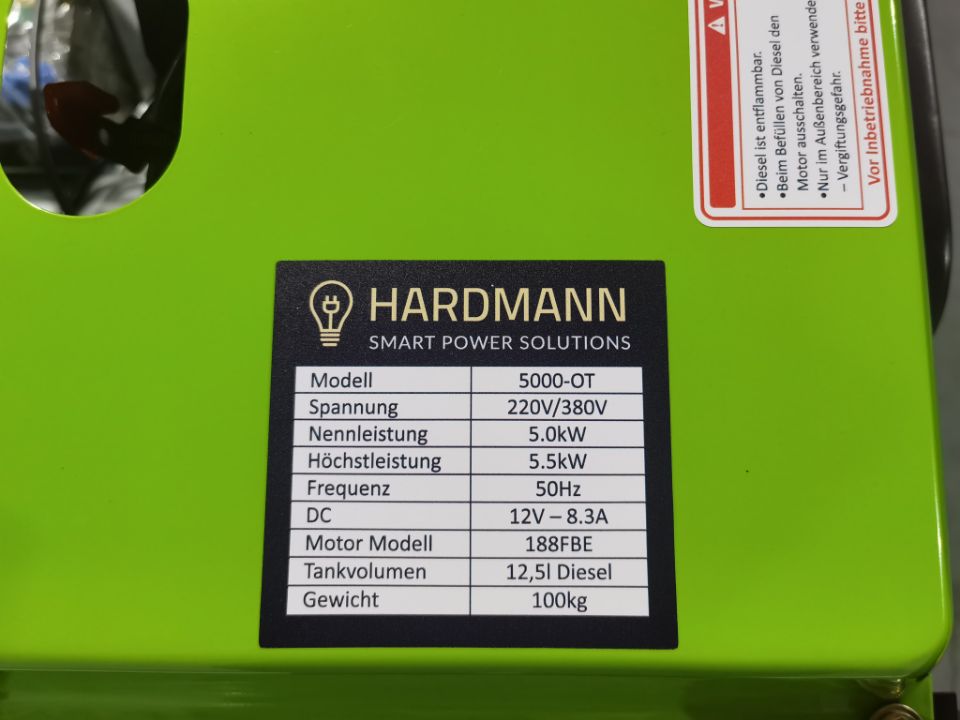 HARDMANN
SMART POWER SOLUTIONS
Modell 5000-OT
Spannung 220V/380V
Nennleistung 5.0kW
Höchstleistung 5.5kW
Frequenz 50Hz
DC 12V – 8.3A
Motor Modell 188FBE
Tankvolumen 12,5l Diesel
Gewicht 100kg
•Diesel ist entflammbar.
•Beim Befüllen von Diesel den
Motor ausschalten.
•Nur im Außenbereich
– Vergiftungsgefahr.
Vor Inbetriebnahme bitte